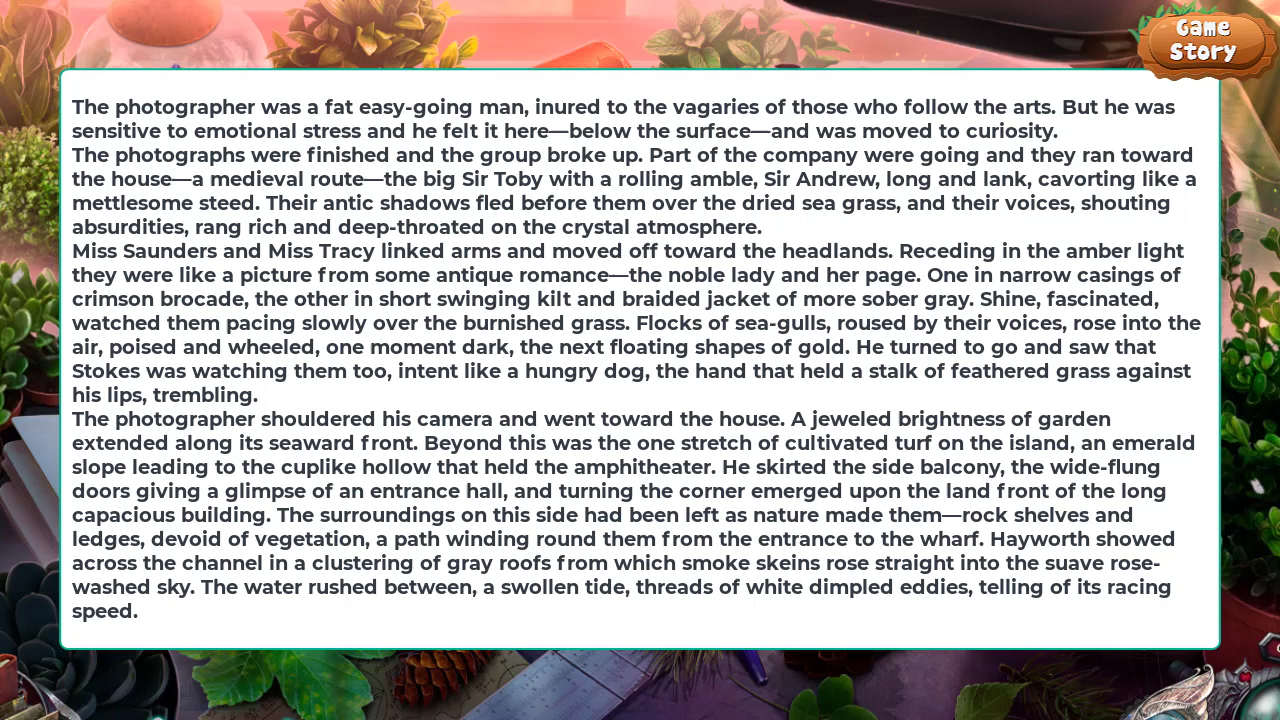 Game
Story
The photographer was a fat easy-going man, inured to the vagaries of those who follow the arts. But he was
sensitive to emotional stress and he felt it here—below the surface—and was moved to curiosity.
The photographs were finished and the group broke up. Part of the company were going and they ran toward
the house—a medieval route—the big Sir Toby with a rolling amble, Sir Andrew, long and lank, cavorting like a
mettlesome steed. Their antic shadows fled before them over the dried sea grass, and their voices, shouting
absurdities, rang rich and deep-throated on the crystal atmosphere.
Miss Saunders and Miss Tracy linked arms and moved off toward the headlands. Receding in the amber light
they were like a picture from some antique romance—the noble lady and her page. One in narrow casings of
crimson brocade, the other in short swinging kilt and braided jacket of more sober gray. Shine, fascinated,
watched them pacing slowly over the burnished grass. Flocks of sea-gulls, roused by their voices, rose into the
air, poised and wheeled, one moment dark, the next floating shapes of gold. He turned to go and saw that
Stokes was watching them too, intent like a hungry dog, the hand that held a stalk of feathered grass against
his lips, trembling.
The photographer shouldered his camera and went toward the house. A jeweled brightness of garden
extended along its seaward front. Beyond this was the one stretch of cultivated turf on the island, an emerald
slope leading to the cuplike hollow that held the amphitheater. He skirted the side balcony, the wide-flung
doors giving a glimpse of an entrance hall, and turning the corner emerged upon the land front of the long
capacious building. The surroundings on this side had been left as nature made them—rock shelves and
ledges, devoid of vegetation, a path winding round them from the entrance to the wharf. Hayworth showed
across the channel in a clustering of gray roofs from which smoke skeins rose straight into the suave rose-
washed sky. The water rushed between, a swollen tide, threads of white dimpled eddies, telling of its racing
speed.